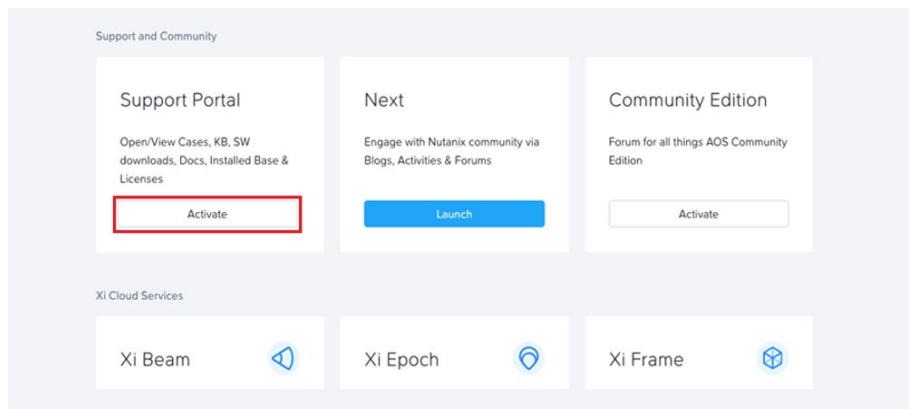 Support and Community
Support Portal
Open/View Cases, KB, SW
downloads, Docs, Installed Base &
Licenses
Activate
Next
Engage with Nutanix community via
Blogs, Activities & Forums
Launch
Community Edition
Forum for all things AOS Community
Edition
Activate
Xi Cloud Services
Xi Beam
Xi Epoch
Xi Frame